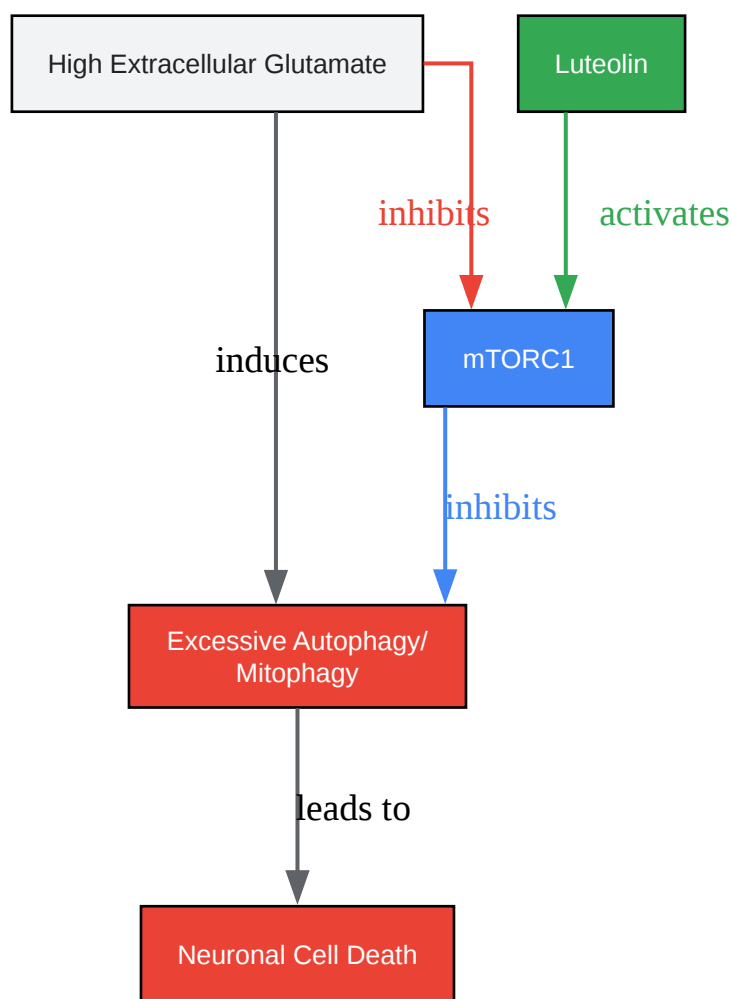 High Extracellular Glutamate
Luteolin
inhibits
activates
induces
mTORC1
inhibits
Excessive Autophagy/
Mitophagy
leads to
Neuronal Cell Death